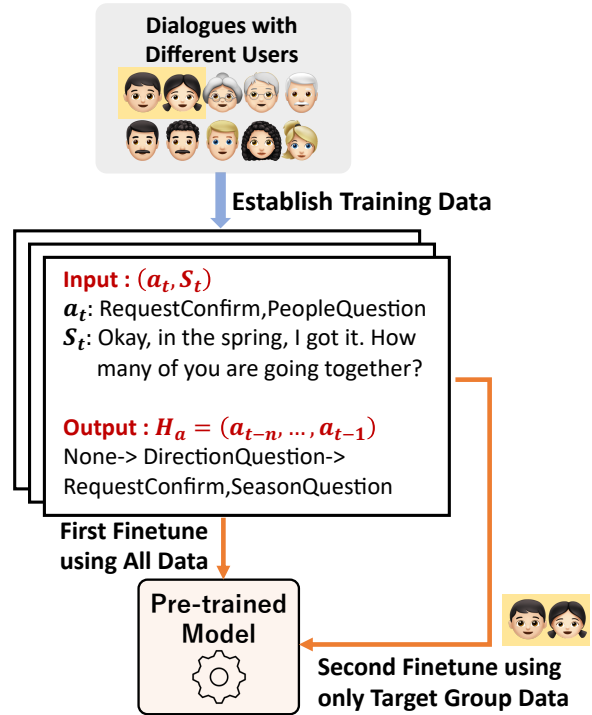 Dialogues with
Different Users
Establish Training Data
Input : (a_t, S_t)
a_t: RequestConfirm,PeopleQuestion
S_t: Okay, in the spring, I got it. How
many of you are going together?
Output : H_a = (a_{t-n}, ..., a_{t-1})
None-> DirectionQuestion->
RequestConfirm,SeasonQuestion
First Finetune
using All Data
Pre-trained
Model
Second Finetune using
only Target Group Data